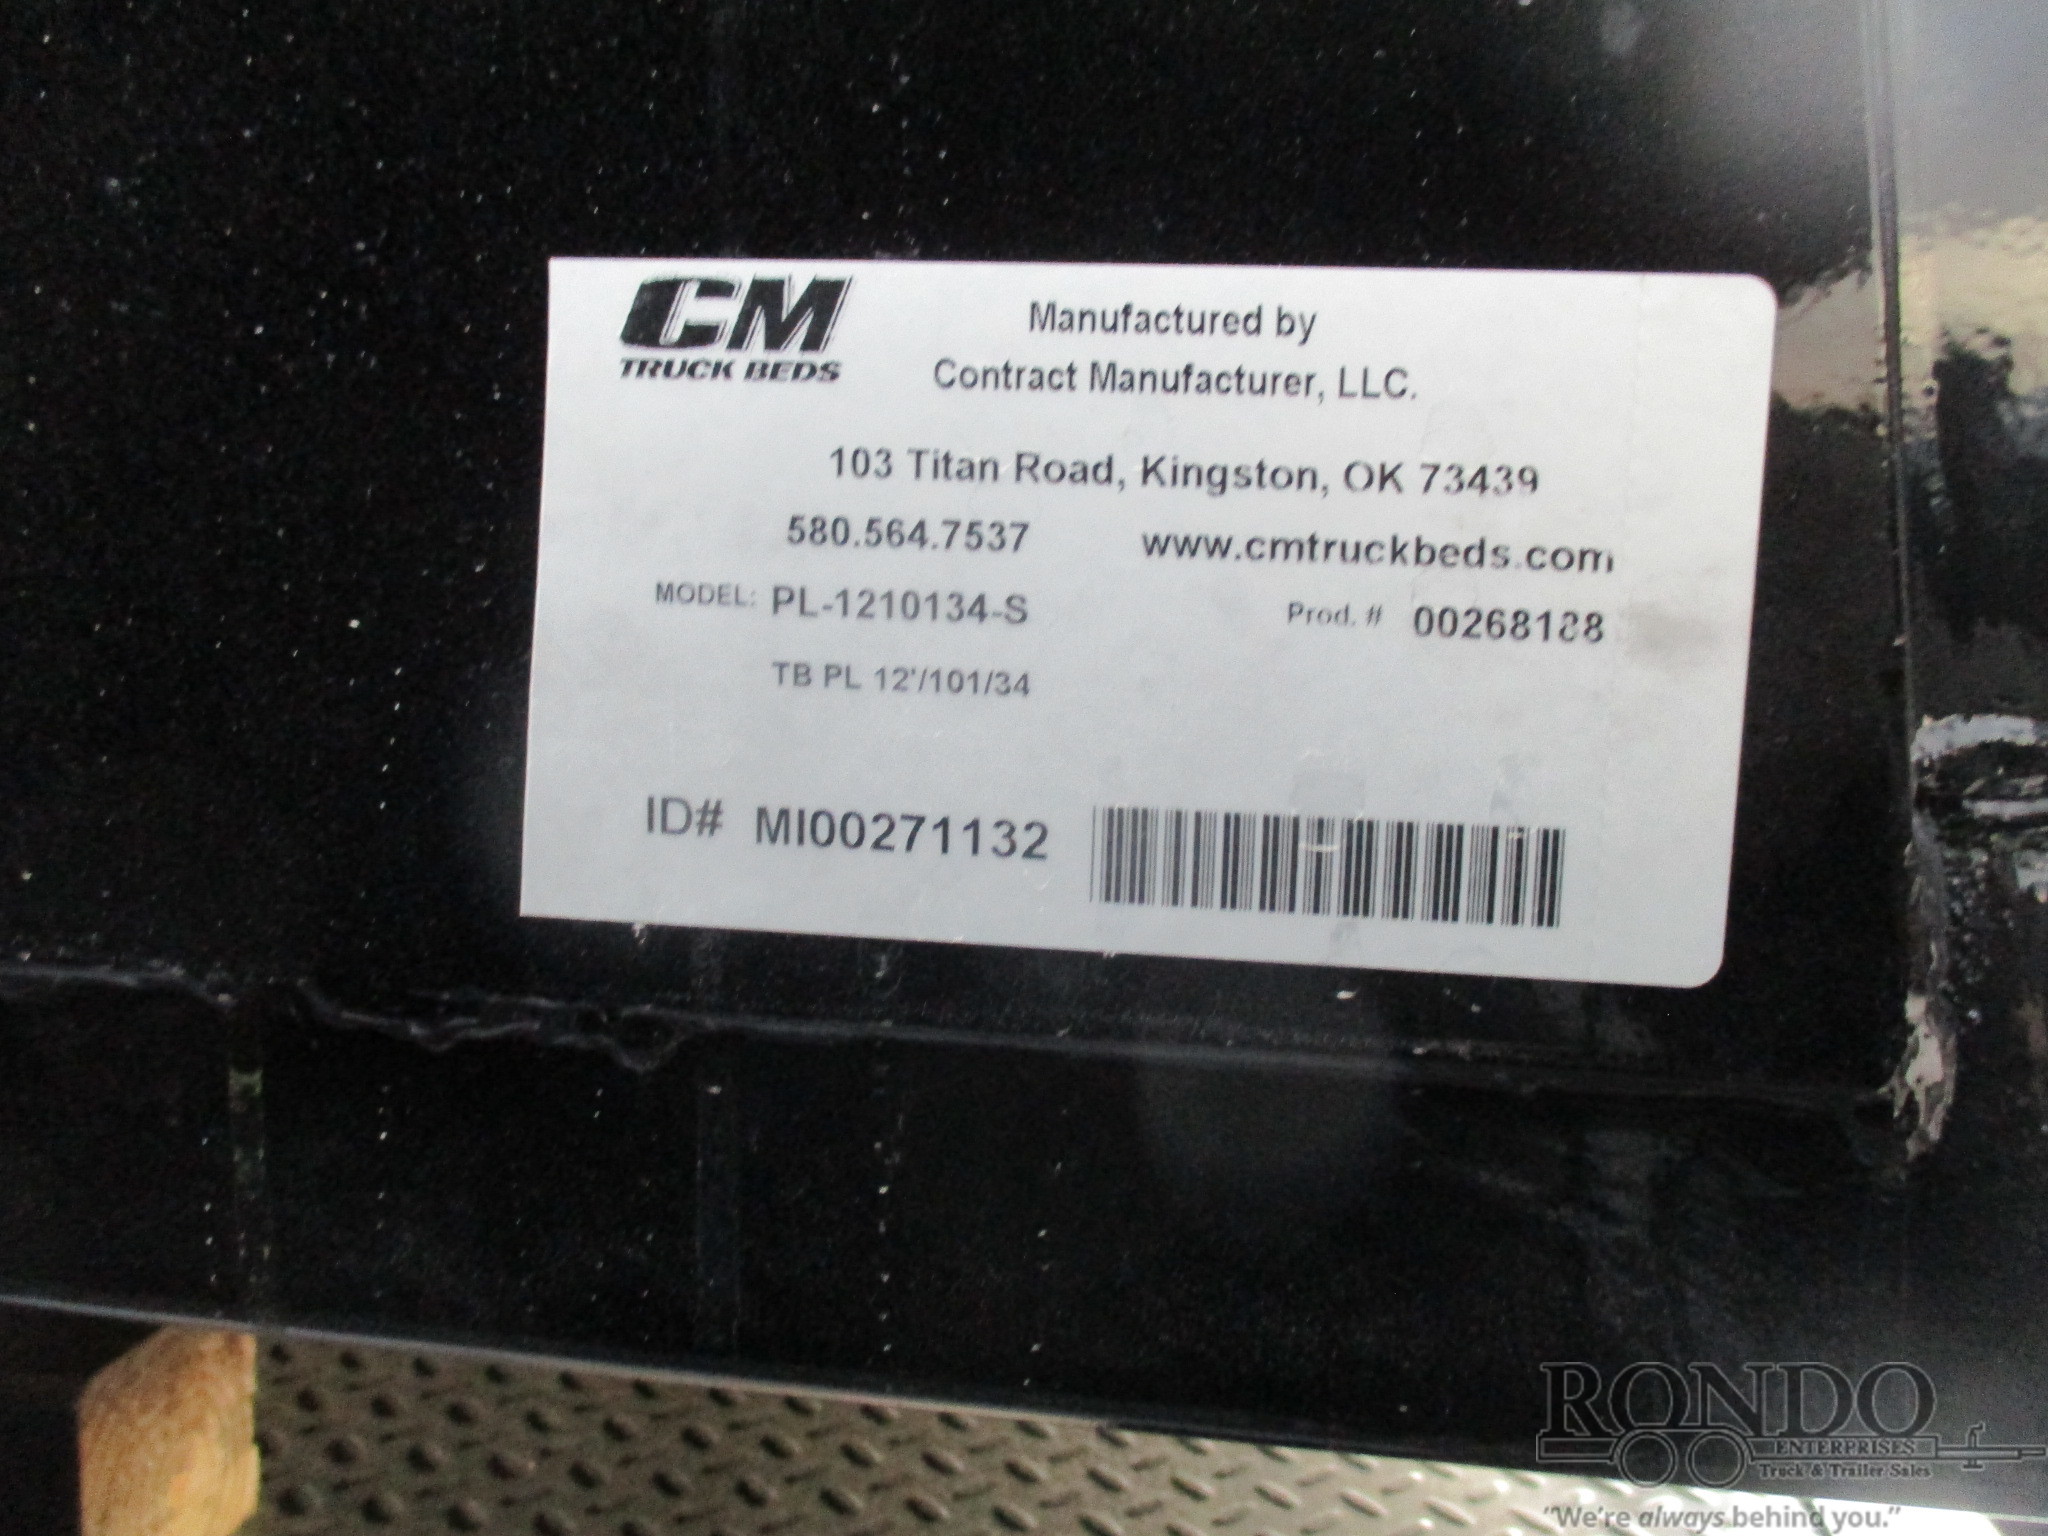 CM
TRUCK BEDS
Manufactured by
Contract Manufacturer, LLC.
103 Titan Road, Kingston, OK 73439
580.564.7537 www.cmtruckbeds.com
MODEL: PL-1210134-S Prod. # 00268188
TB PL 12'/101/34
ID# MI00271132
RONDO
ENTERPRISES
Truck & Trailer Sales
"We're always behind you."